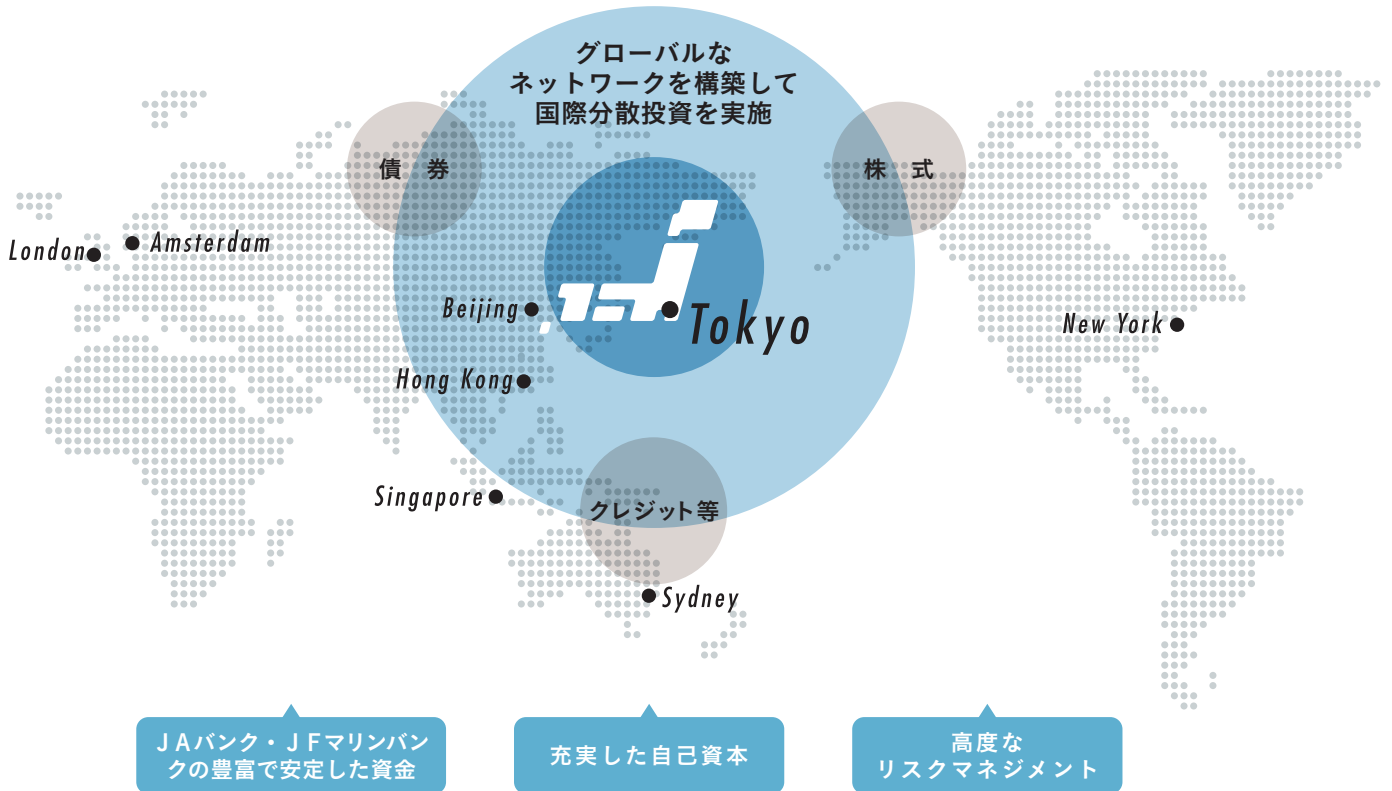 グローバルな
ネットワークを構築して
国際分散投資を実施
債 券
株 式
London
Amsterdam
Beijing
Tokyo
New York
Hong Kong
Singapore
クレジット等
Sydney
ＪＡバンク・ＪＦマリンバン
クの豊富で安定した資金
充実した自己資本
高度な
リスクマネジメント